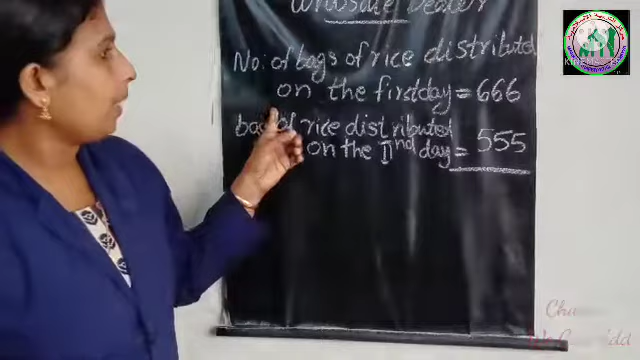 Wholesale Dealer
No: of bags of rice distributed
on the first day = 666
bag of rice distributed
on the IInd day = 555